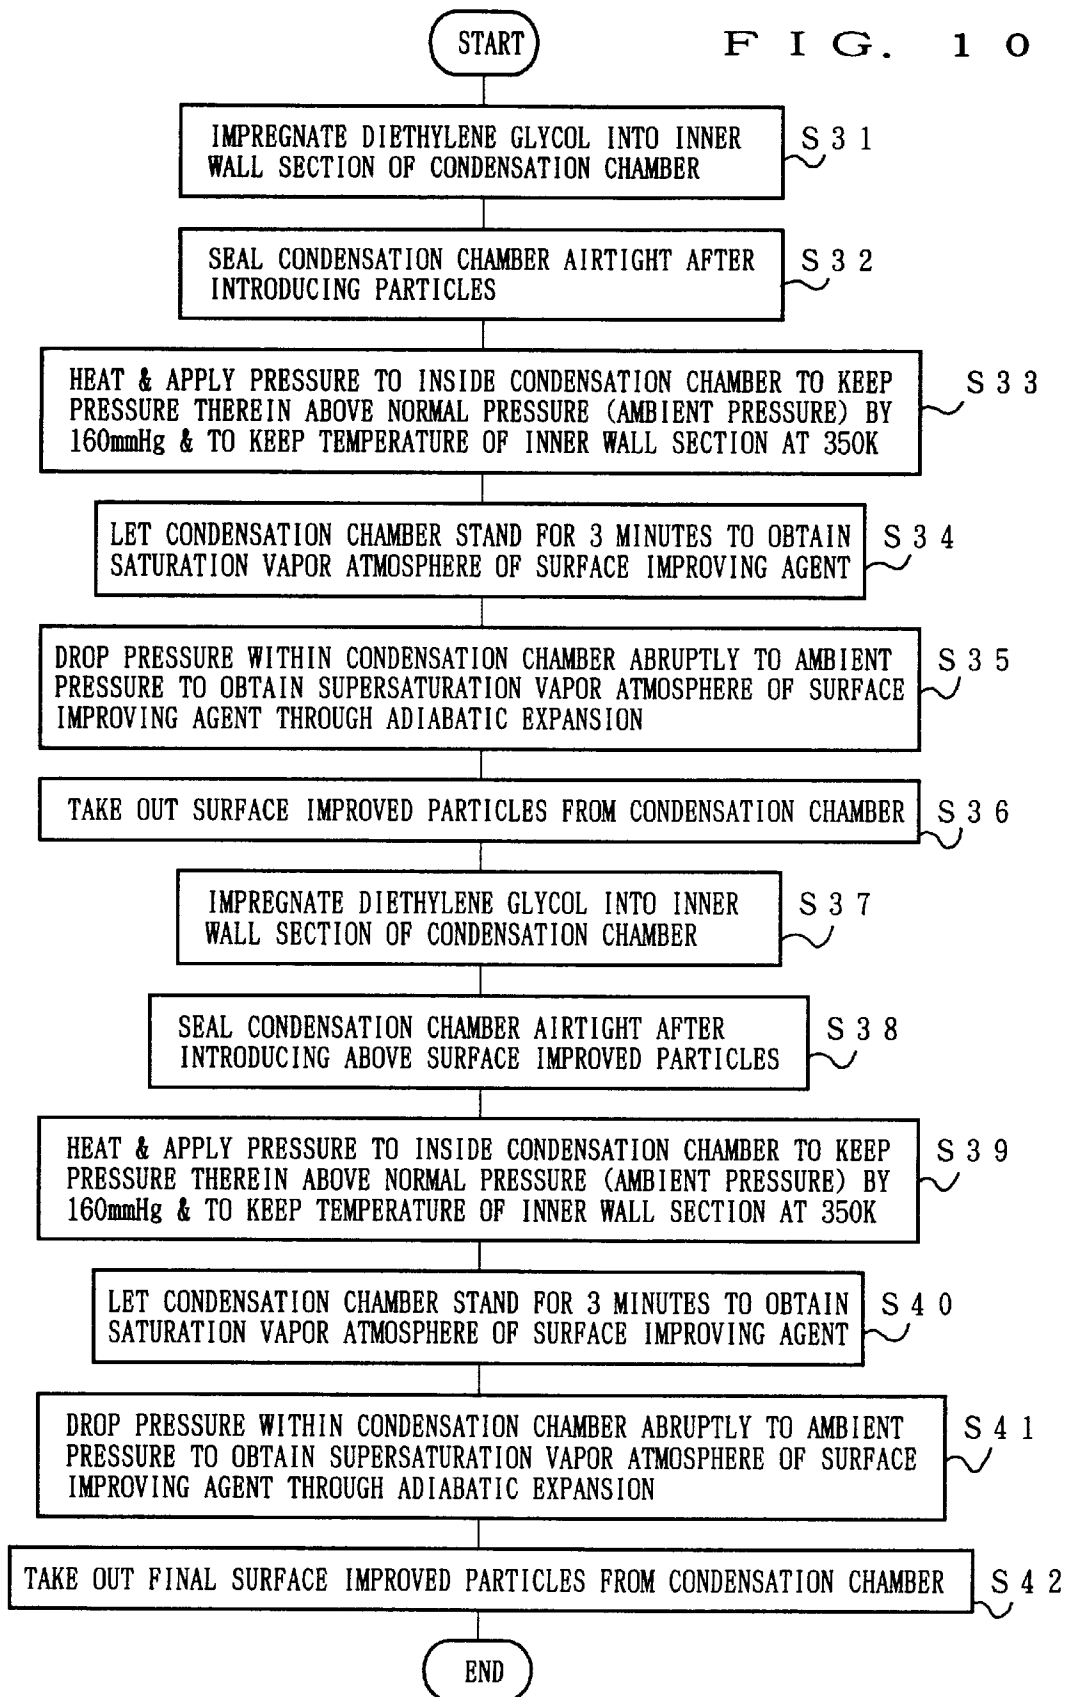 START
F I G. 1 0
IMPREGNATE DIETHYLENE GLYCOL INTO INNER
WALL SECTION OF CONDENSATION CHAMBER
S 3 1
SEAL CONDENSATION CHAMBER AIRTIGHT AFTER
INTRODUCING PARTICLES
S 3 2
HEAT & APPLY PRESSURE TO INSIDE CONDENSATION CHAMBER TO KEEP
PRESSURE THEREIN ABOVE NORMAL PRESSURE (AMBIENT PRESSURE) BY
160mmHg & TO KEEP TEMPERATURE OF INNER WALL SECTION AT 350K
S 3 3
LET CONDENSATION CHAMBER STAND FOR 3 MINUTES TO OBTAIN
SATURATION VAPOR ATMOSPHERE OF SURFACE IMPROVING AGENT
S 3 4
DROP PRESSURE WITHIN CONDENSATION CHAMBER ABRUPTLY TO AMBIENT
PRESSURE TO OBTAIN SUPERSATURATION VAPOR ATMOSPHERE OF SURFACE
IMPROVING AGENT THROUGH ADIABATIC EXPANSION
S 3 5
TAKE OUT SURFACE IMPROVED PARTICLES FROM CONDENSATION CHAMBER
S 3 6
IMPREGNATE DIETHYLENE GLYCOL INTO INNER
WALL SECTION OF CONDENSATION CHAMBER
S 3 7
SEAL CONDENSATION CHAMBER AIRTIGHT AFTER
INTRODUCING ABOVE SURFACE IMPROVED PARTICLES
S 3 8
HEAT & APPLY PRESSURE TO INSIDE CONDENSATION CHAMBER TO KEEP
PRESSURE THEREIN ABOVE NORMAL PRESSURE (AMBIENT PRESSURE) BY
160mmHg & TO KEEP TEMPERATURE OF INNER WALL SECTION AT 350K
S 3 9
LET CONDENSATION CHAMBER STAND FOR 3 MINUTES TO OBTAIN
SATURATION VAPOR ATMOSPHERE OF SURFACE IMPROVING AGENT
S 4 0
DROP PRESSURE WITHIN CONDENSATION CHAMBER ABRUPTLY TO AMBIENT
PRESSURE TO OBTAIN SUPERSATURATION VAPOR ATMOSPHERE OF SURFACE
IMPROVING AGENT THROUGH ADIABATIC EXPANSION
S 4 1
TAKE OUT FINAL SURFACE IMPROVED PARTICLES FROM CONDENSATION CHAMBER
S 4 2
END